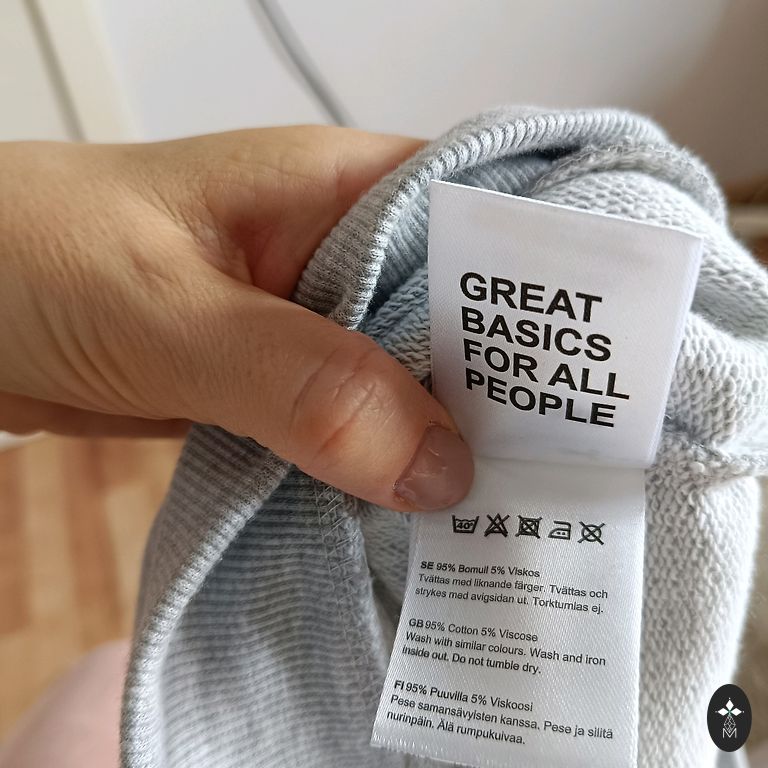 GREAT
BASICS
FOR ALL
PEOPLE
40°
SE 95% Bomull 5% Viskos
Tvättas med liknande färger. Tvättas och
strykes med avigsidan ut. Torktumlas ej.
GB 95% Cotton 5% Viscose
Wash with similar colours. Wash and iron
inside out. Do not tumble dry.
FI 95% Puuvilla 5% Viskoosi
Pese samansävyisten kanssa. Pese ja silitä
nurinpäin. Älä rumpukuivaa.
M